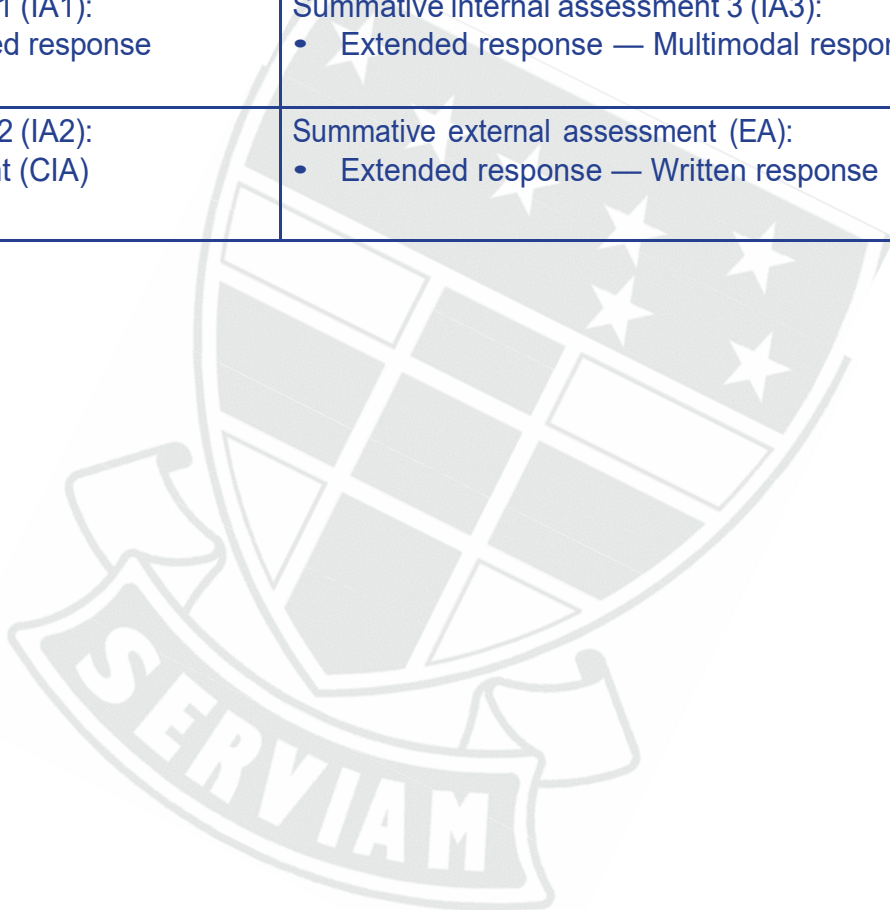 1 (IA1):
ed response
2 (IA2):
t (CIA)
Summative internal assessment 3 (IA3):
• Extended response — Multimodal respon
Summative external assessment (EA):
• Extended response — Written response
SERVIAM